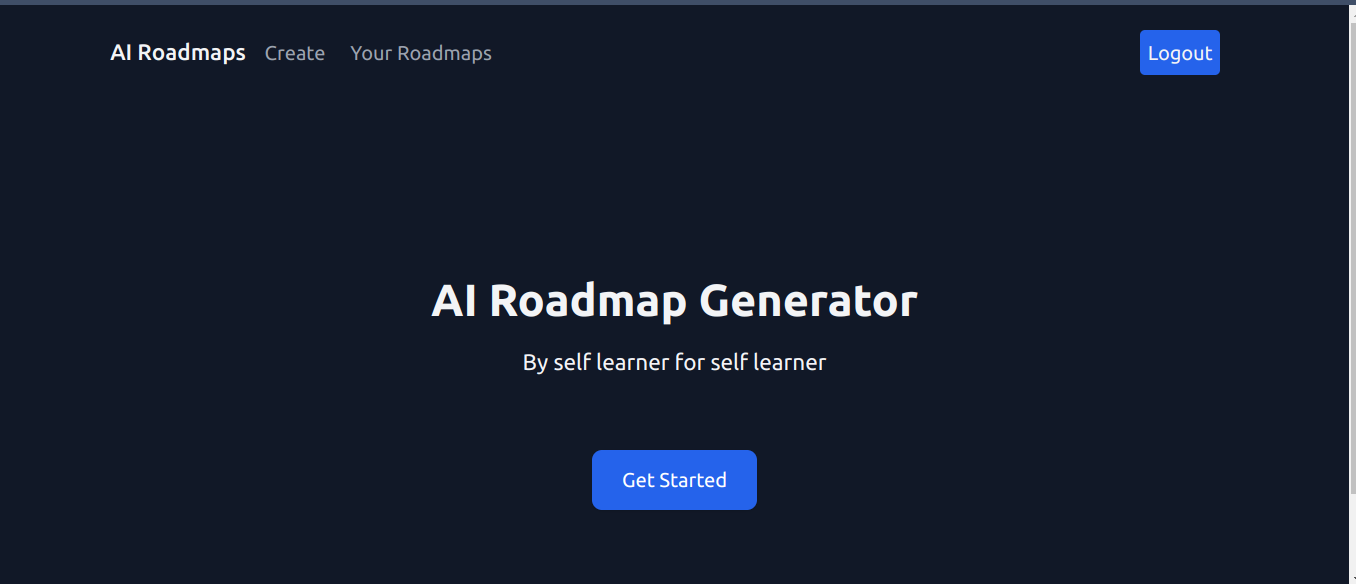 AI Roadmaps Create Your Roadmaps Logout
AI Roadmap Generator
By self learner for self learner
Get Started